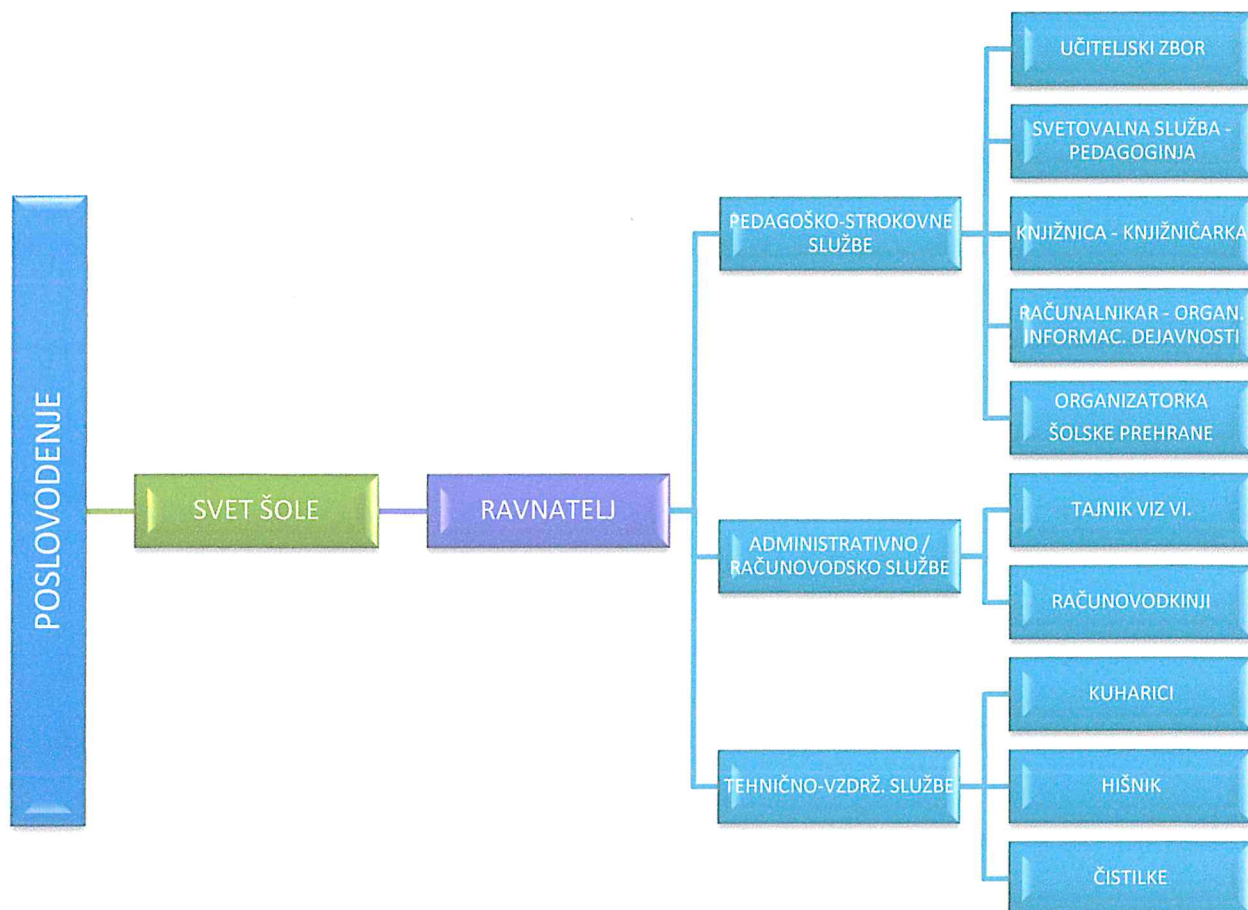 POSLOVODENJE
SVET ŠOLE
RAVNATELJ
PEDAGOŠKO-STROKOVNE
SLUŽBE
UČITELJSKI ZBOR
SVETOVALNA SLUŽBA -
PEDAGOGINJA
KNJIŽNICA - KNJIŽNIČARKA
RAČUNALNIKAR - ORGAN.
INFORMAC. DEJAVNOSTI
ORGANIZATORKA
ŠOLSKE PREHRANE
ADMINISTRATIVNO /
RAČUNOVODSKO SLUŽBE
TAJNIK VIZ VI.
RAČUNOVODKINJI
TEHNIČNO-VZDRŽ. SLUŽBE
KUHARICI
HIŠNIK
ČISTILKE